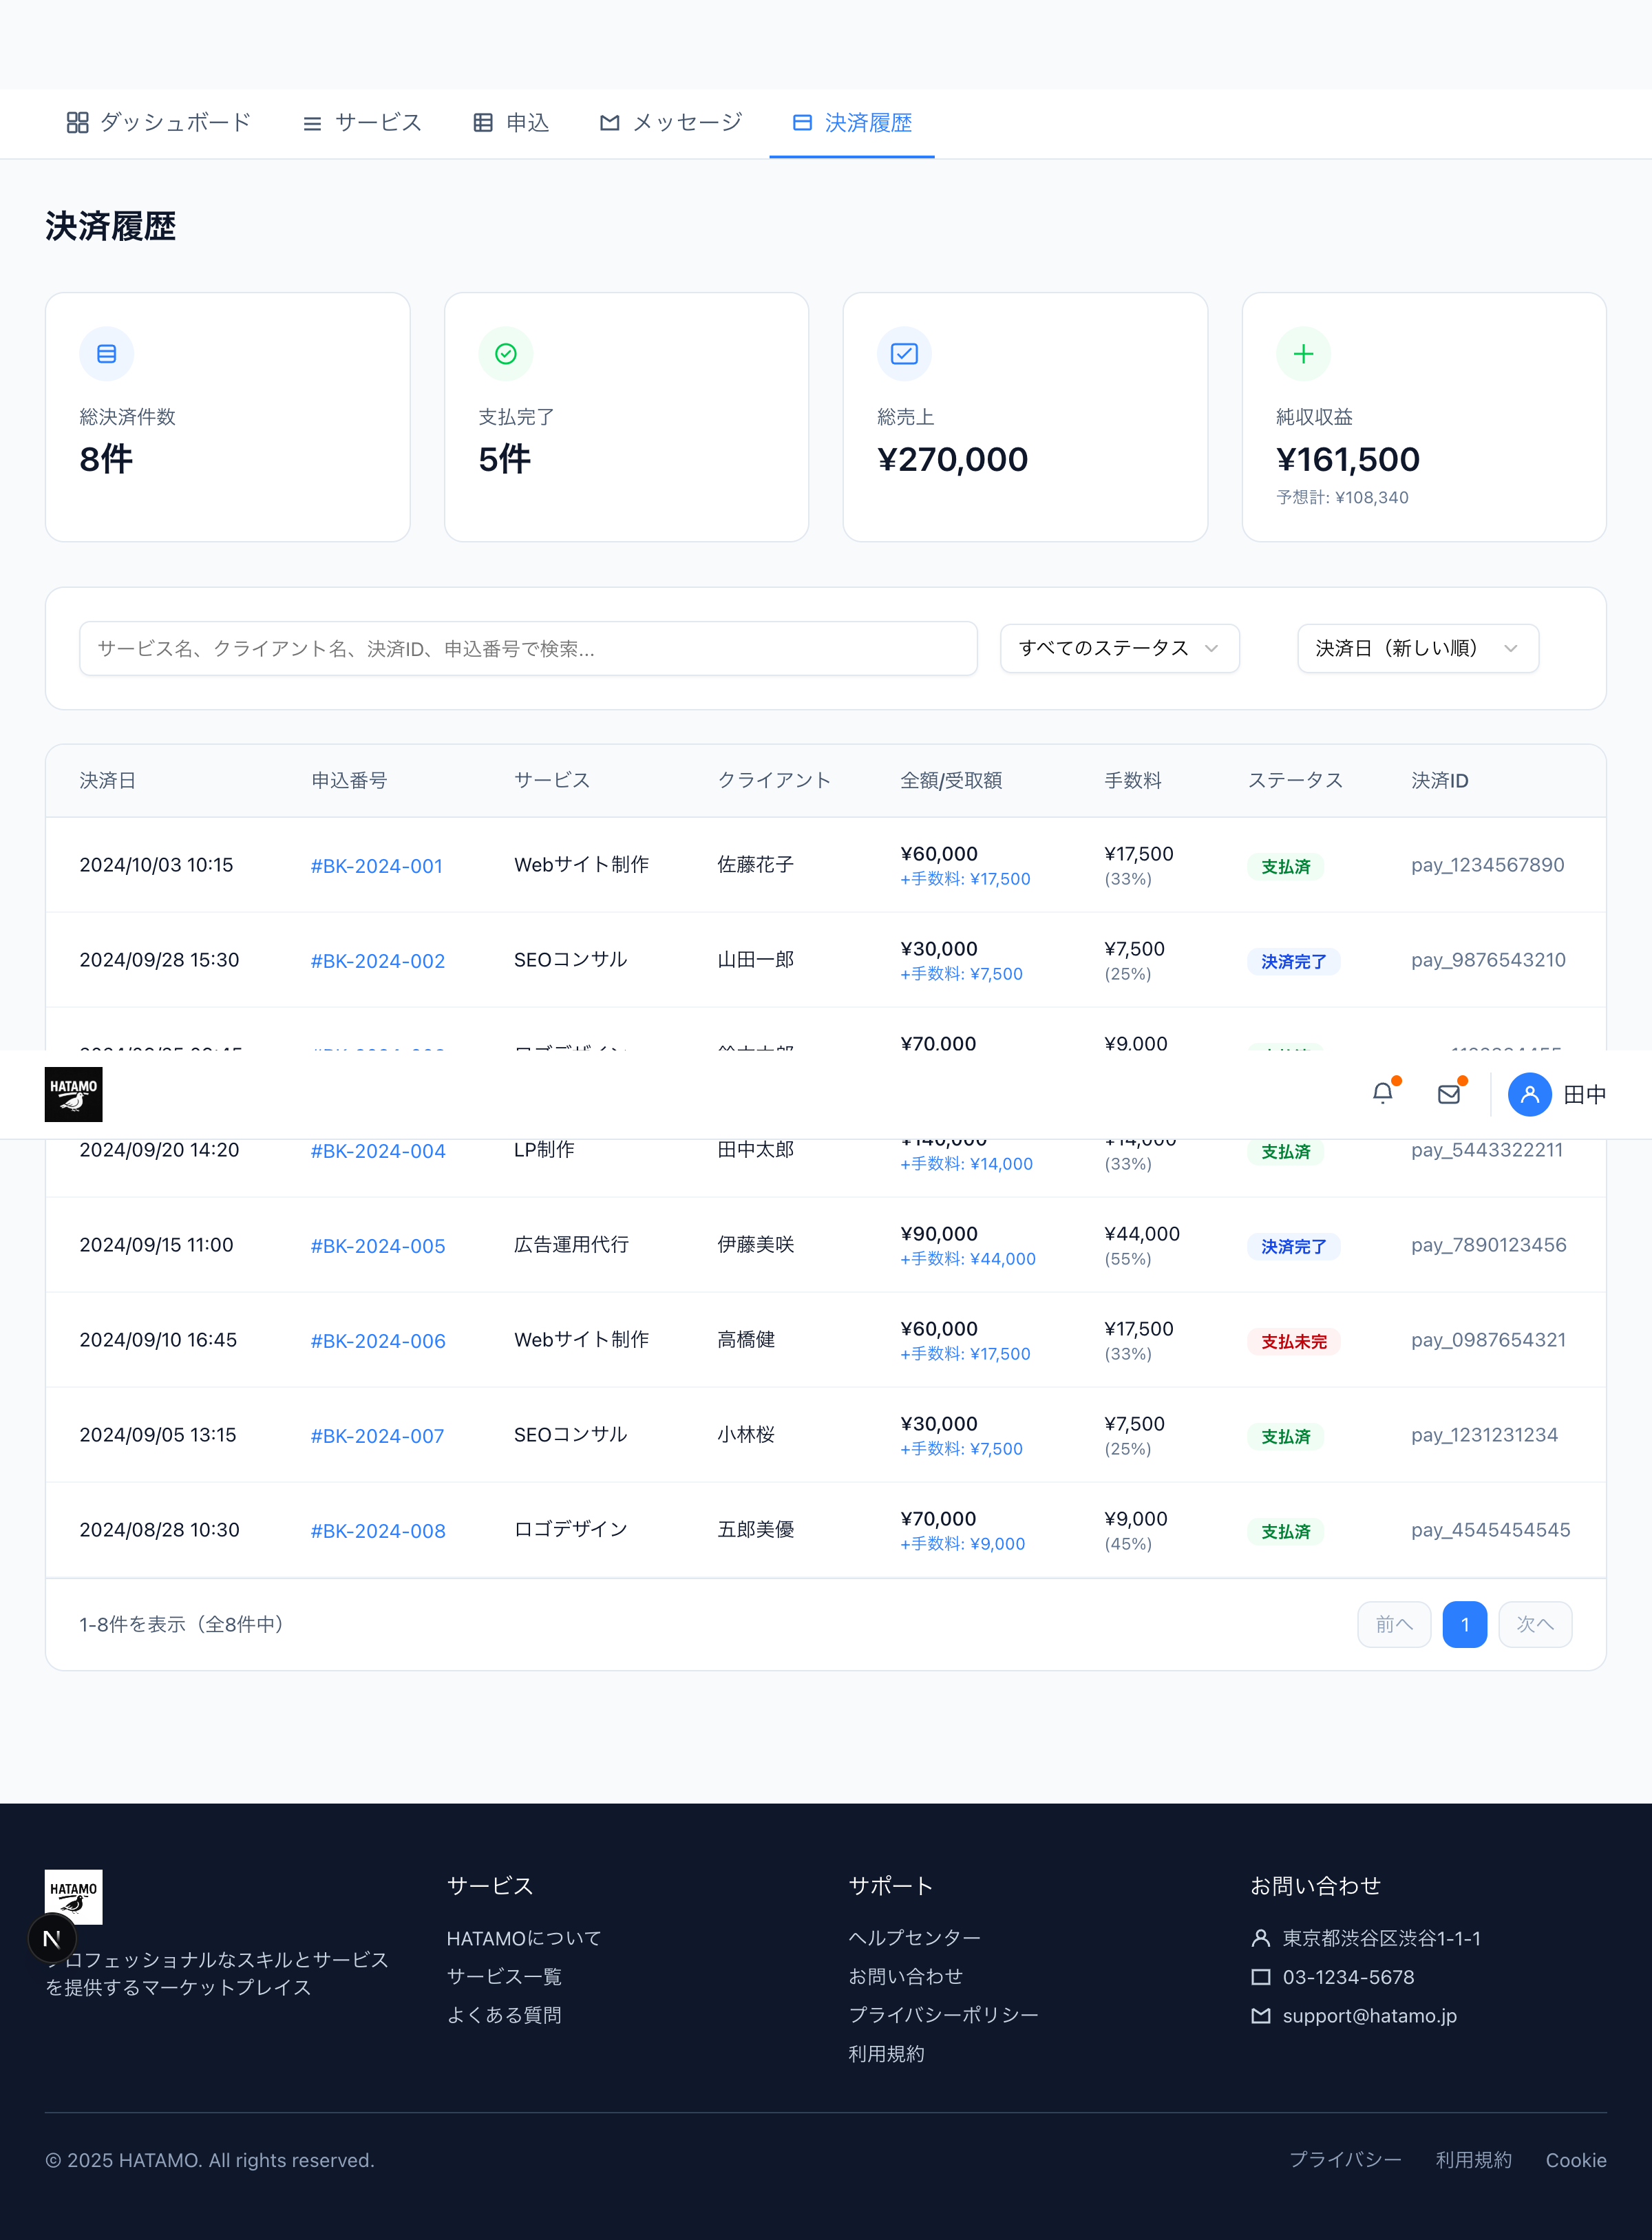 ダッシュボード サービス 申込 メッセージ 決済履歴
決済履歴
総決済件数
8件
支払完了
5件
総売上
¥270,000
純収収益
¥161,500
予想計: ¥108,340
サービス名、クライアント名、決済ID、申込番号で検索...
すべてのステータス
決済日（新しい順）
決済日 申込番号 サービス クライアント 全額/受取額 手数料 ステータス 決済ID
2024/10/03 10:15 #BK-2024-001 Webサイト制作 佐藤花子 ¥60,000 ¥17,500 支払済 pay_1234567890
+手数料: ¥17,500 (33%)
2024/09/28 15:30 #BK-2024-002 SEOコンサル 山田一郎 ¥30,000 ¥7,500 決済完了 pay_9876543210
+手数料: ¥7,500 (25%)
¥70,000 ¥9,000
HATAMO
田中
2024/09/20 14:20 #BK-2024-004 LP制作 田中太郎 支払済 pay_5443322211
+手数料: ¥14,000 (33%)
2024/09/15 11:00 #BK-2024-005 広告運用代行 伊藤美咲 ¥90,000 ¥44,000 決済完了 pay_7890123456
+手数料: ¥44,000 (55%)
2024/09/10 16:45 #BK-2024-006 Webサイト制作 高橋健 ¥60,000 ¥17,500 支払未完 pay_0987654321
+手数料: ¥17,500 (33%)
2024/09/05 13:15 #BK-2024-007 SEOコンサル 小林桜 ¥30,000 ¥7,500 支払済 pay_1231231234
+手数料: ¥7,500 (25%)
2024/08/28 10:30 #BK-2024-008 ロゴデザイン 五郎美優 ¥70,000 ¥9,000 支払済 pay_4545454545
+手数料: ¥9,000 (45%)
1-8件を表示（全8件中）
前へ 1 次へ
HATAMO
N
プロフェッショナルなスキルとサービス
を提供するマーケットプレイス
サービス
HATAMOについて
サービス一覧
よくある質問
サポート
ヘルプセンター
お問い合わせ
プライバシーポリシー
利用規約
お問い合わせ
東京都渋谷区渋谷1-1-1
03-1234-5678
support@hatamo.jp
© 2025 HATAMO. All rights reserved.
プライバシー 利用規約 Cookie